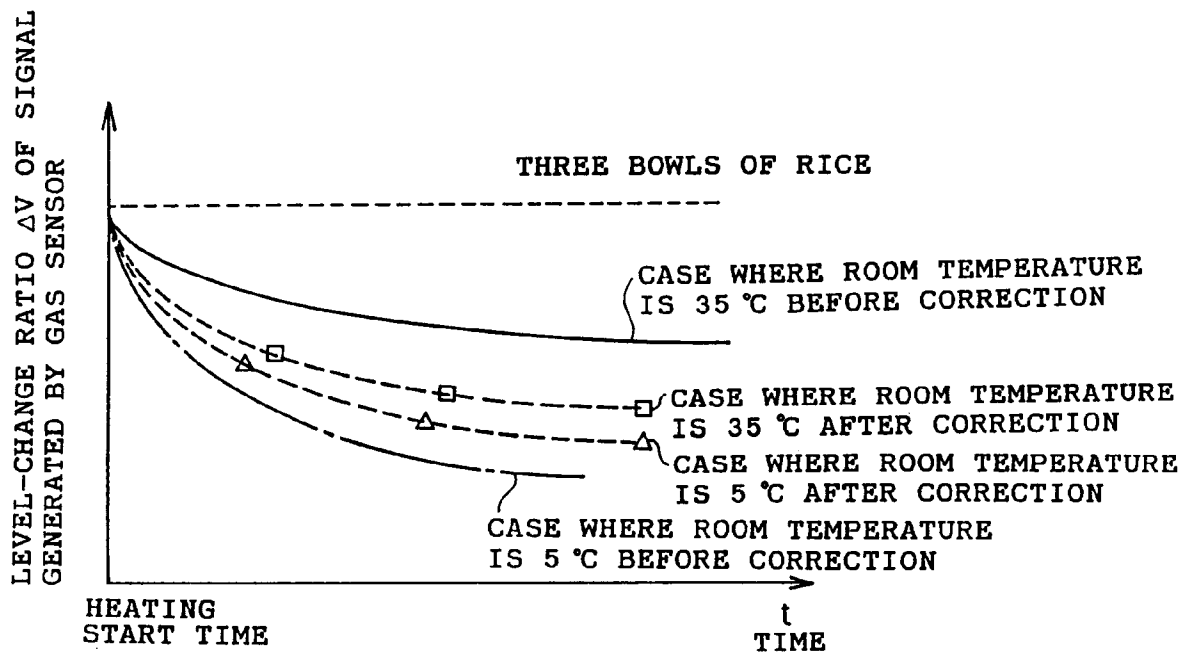 LEVEL-CHANGE RATIO ΔV OF SIGNAL
GENERATED BY GAS SENSOR
THREE BOWLS OF RICE
CASE WHERE ROOM TEMPERATURE
IS 35 ℃ BEFORE CORRECTION
CASE WHERE ROOM TEMPERATURE
IS 35 ℃ AFTER CORRECTION
CASE WHERE ROOM TEMPERATURE
IS 5 ℃ AFTER CORRECTION
CASE WHERE ROOM TEMPERATURE
IS 5 ℃ BEFORE CORRECTION
HEATING
START TIME
t
TIME